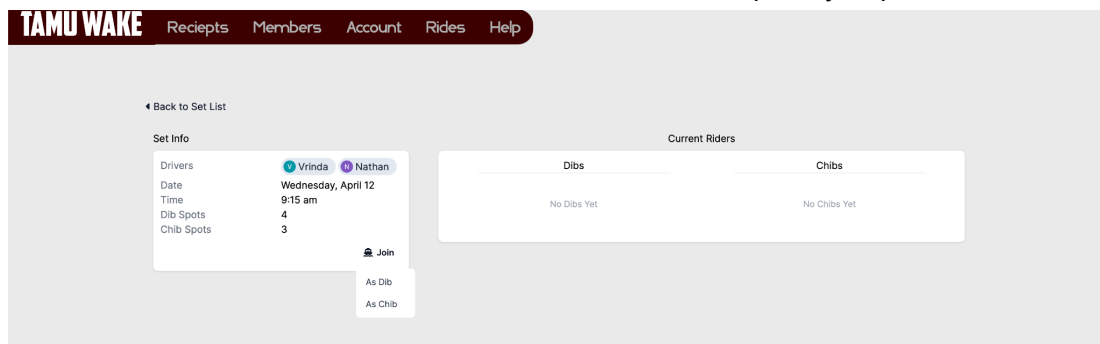 TAMU WAKE Reciepts Members Account Rides Help
Back to Set List
Set Info
Drivers V Vrinda N Nathan
Date Wednesday, April 12
Time 9:15 am
Dib Spots 4
Chib Spots 3
Join
As Dib
As Chib
Current Riders
Dibs Chibs
No Dibs Yet No Chibs Yet